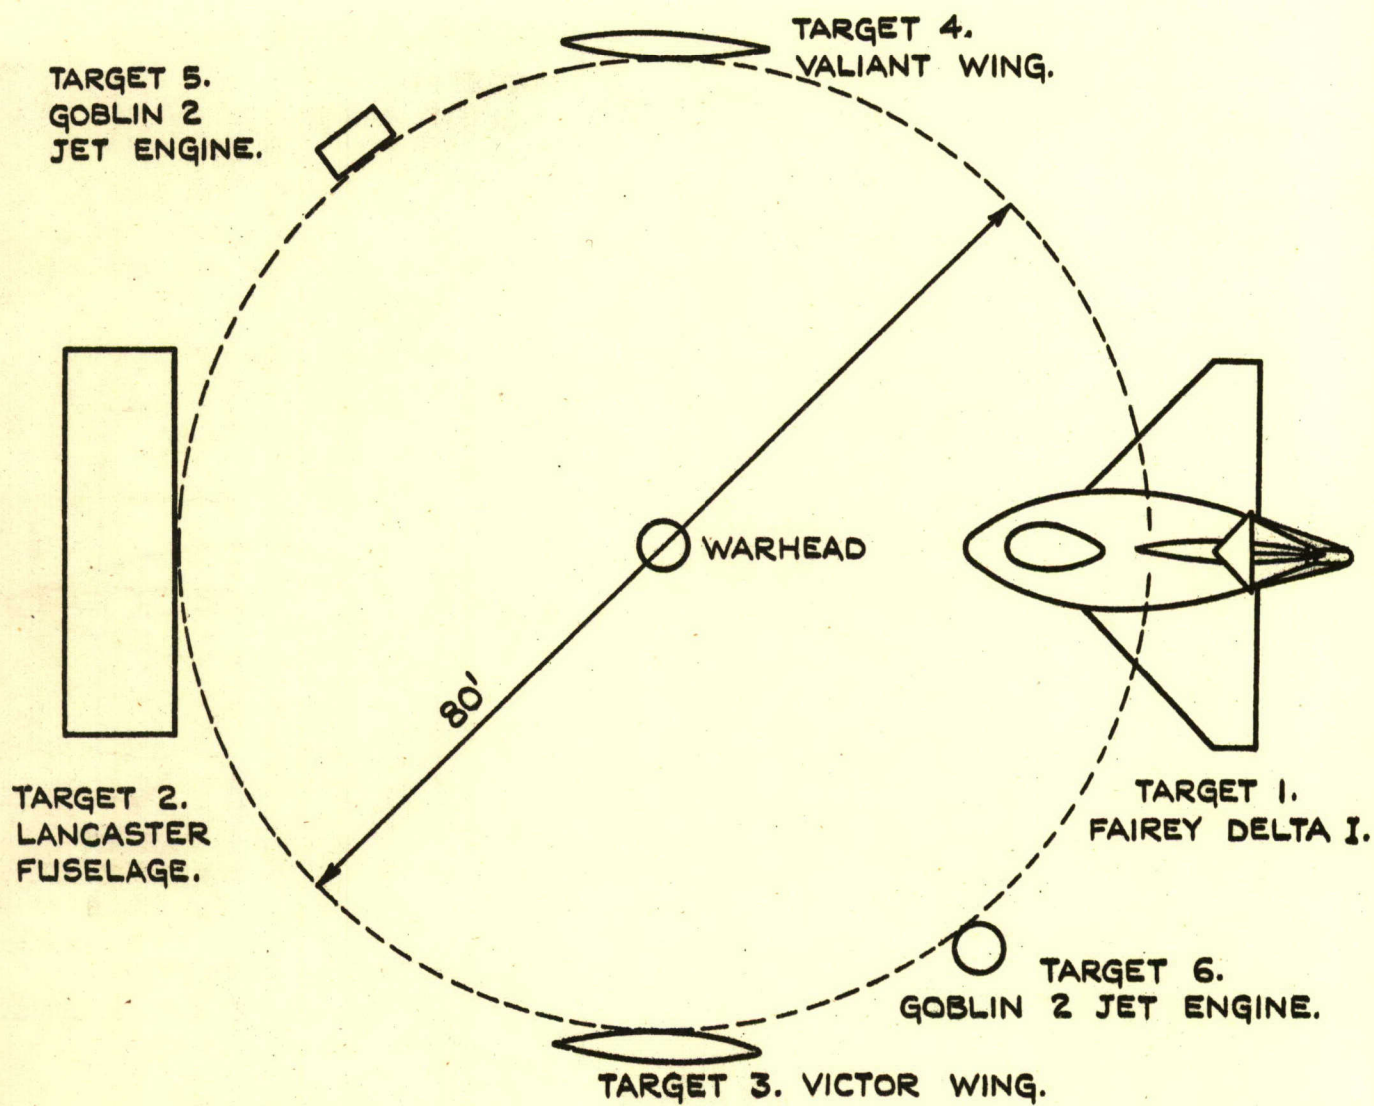 TARGET 4.
VALIANT WING.
TARGET 5.
GOBLIN 2
JET ENGINE.
WARHEAD
80'
TARGET 2.
LANCASTER
FUSELAGE.
TARGET 1.
FAIREY DELTA I.
TARGET 6.
GOBLIN 2 JET ENGINE.
TARGET 3. VICTOR WING.